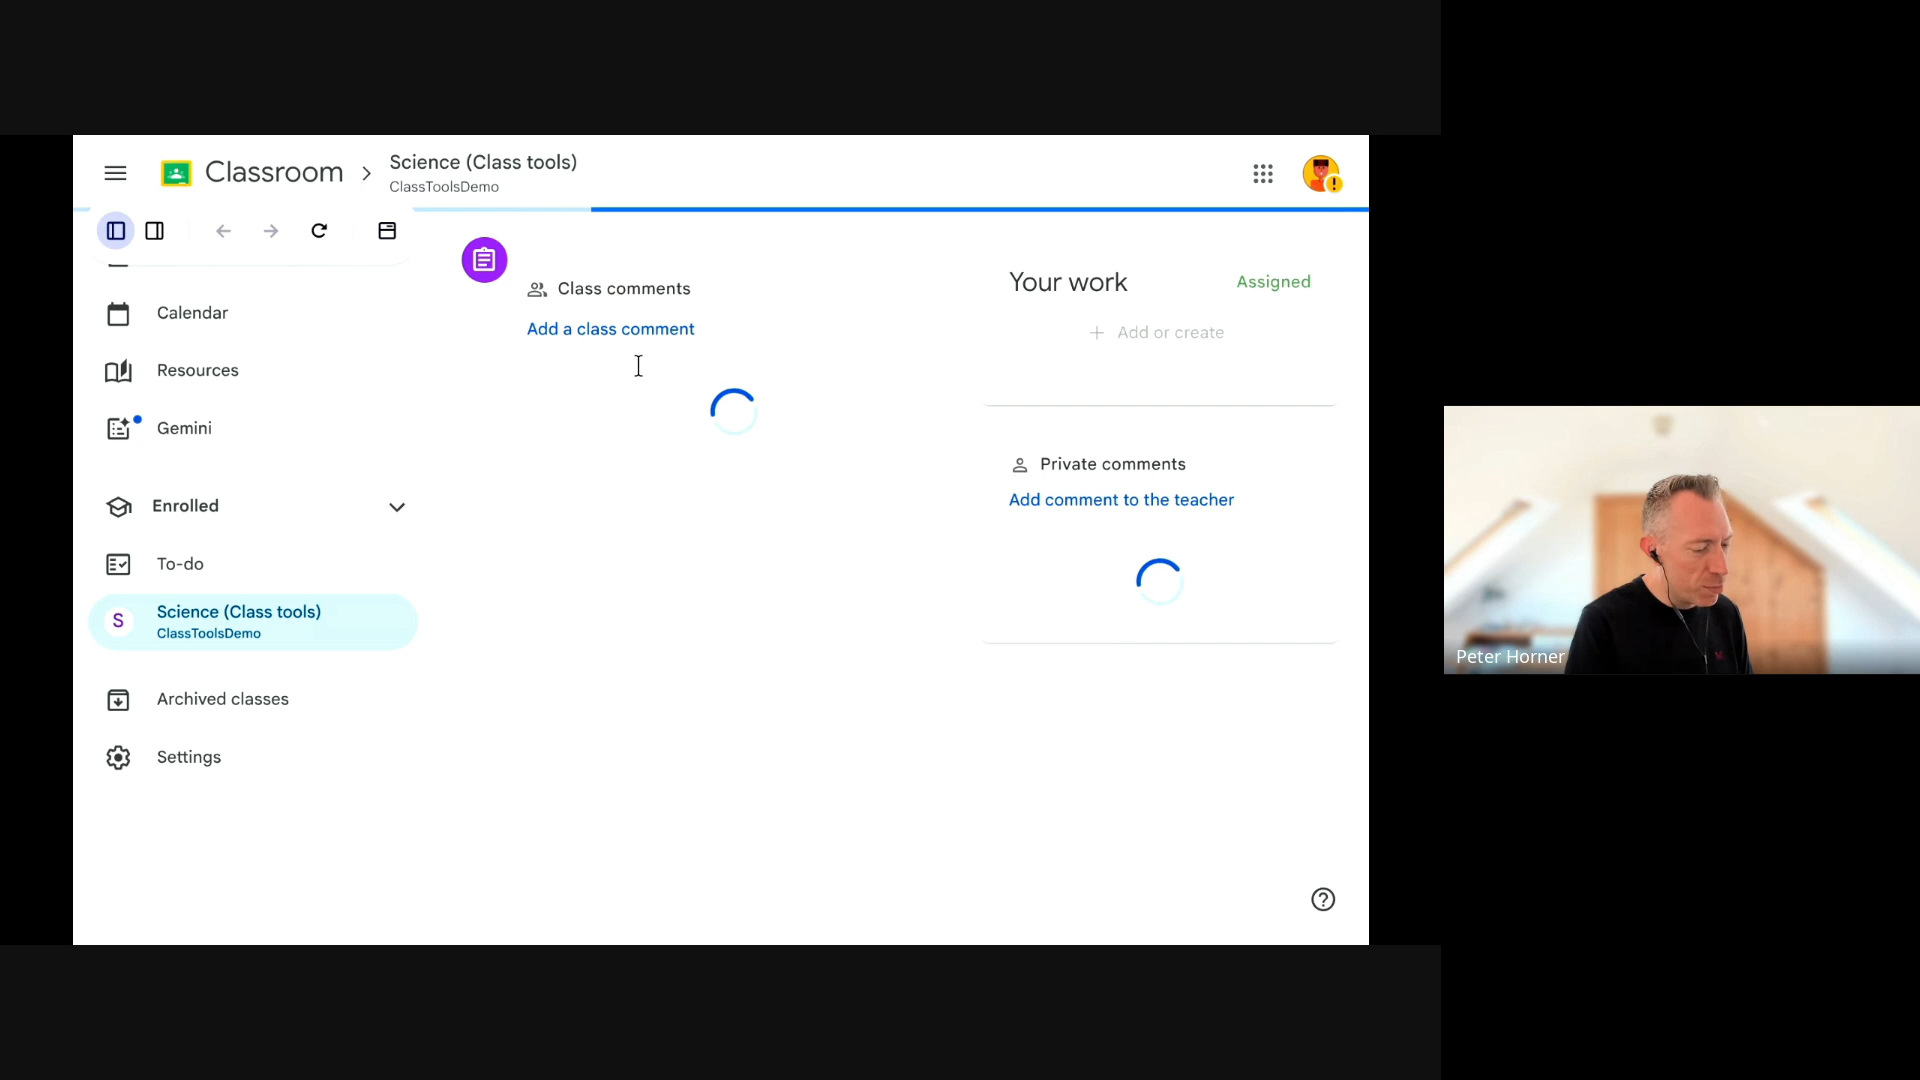 Classroom
Science (Class tools)
ClassToolsDemo
Calendar
Resources
Gemini
Enrolled
To-do
S
Science (Class tools)
ClassToolsDemo
Archived classes
Settings
Class comments
Add a class comment
Your work
Assigned
+ Add or create
Private comments
Add comment to the teacher
Peter Horner